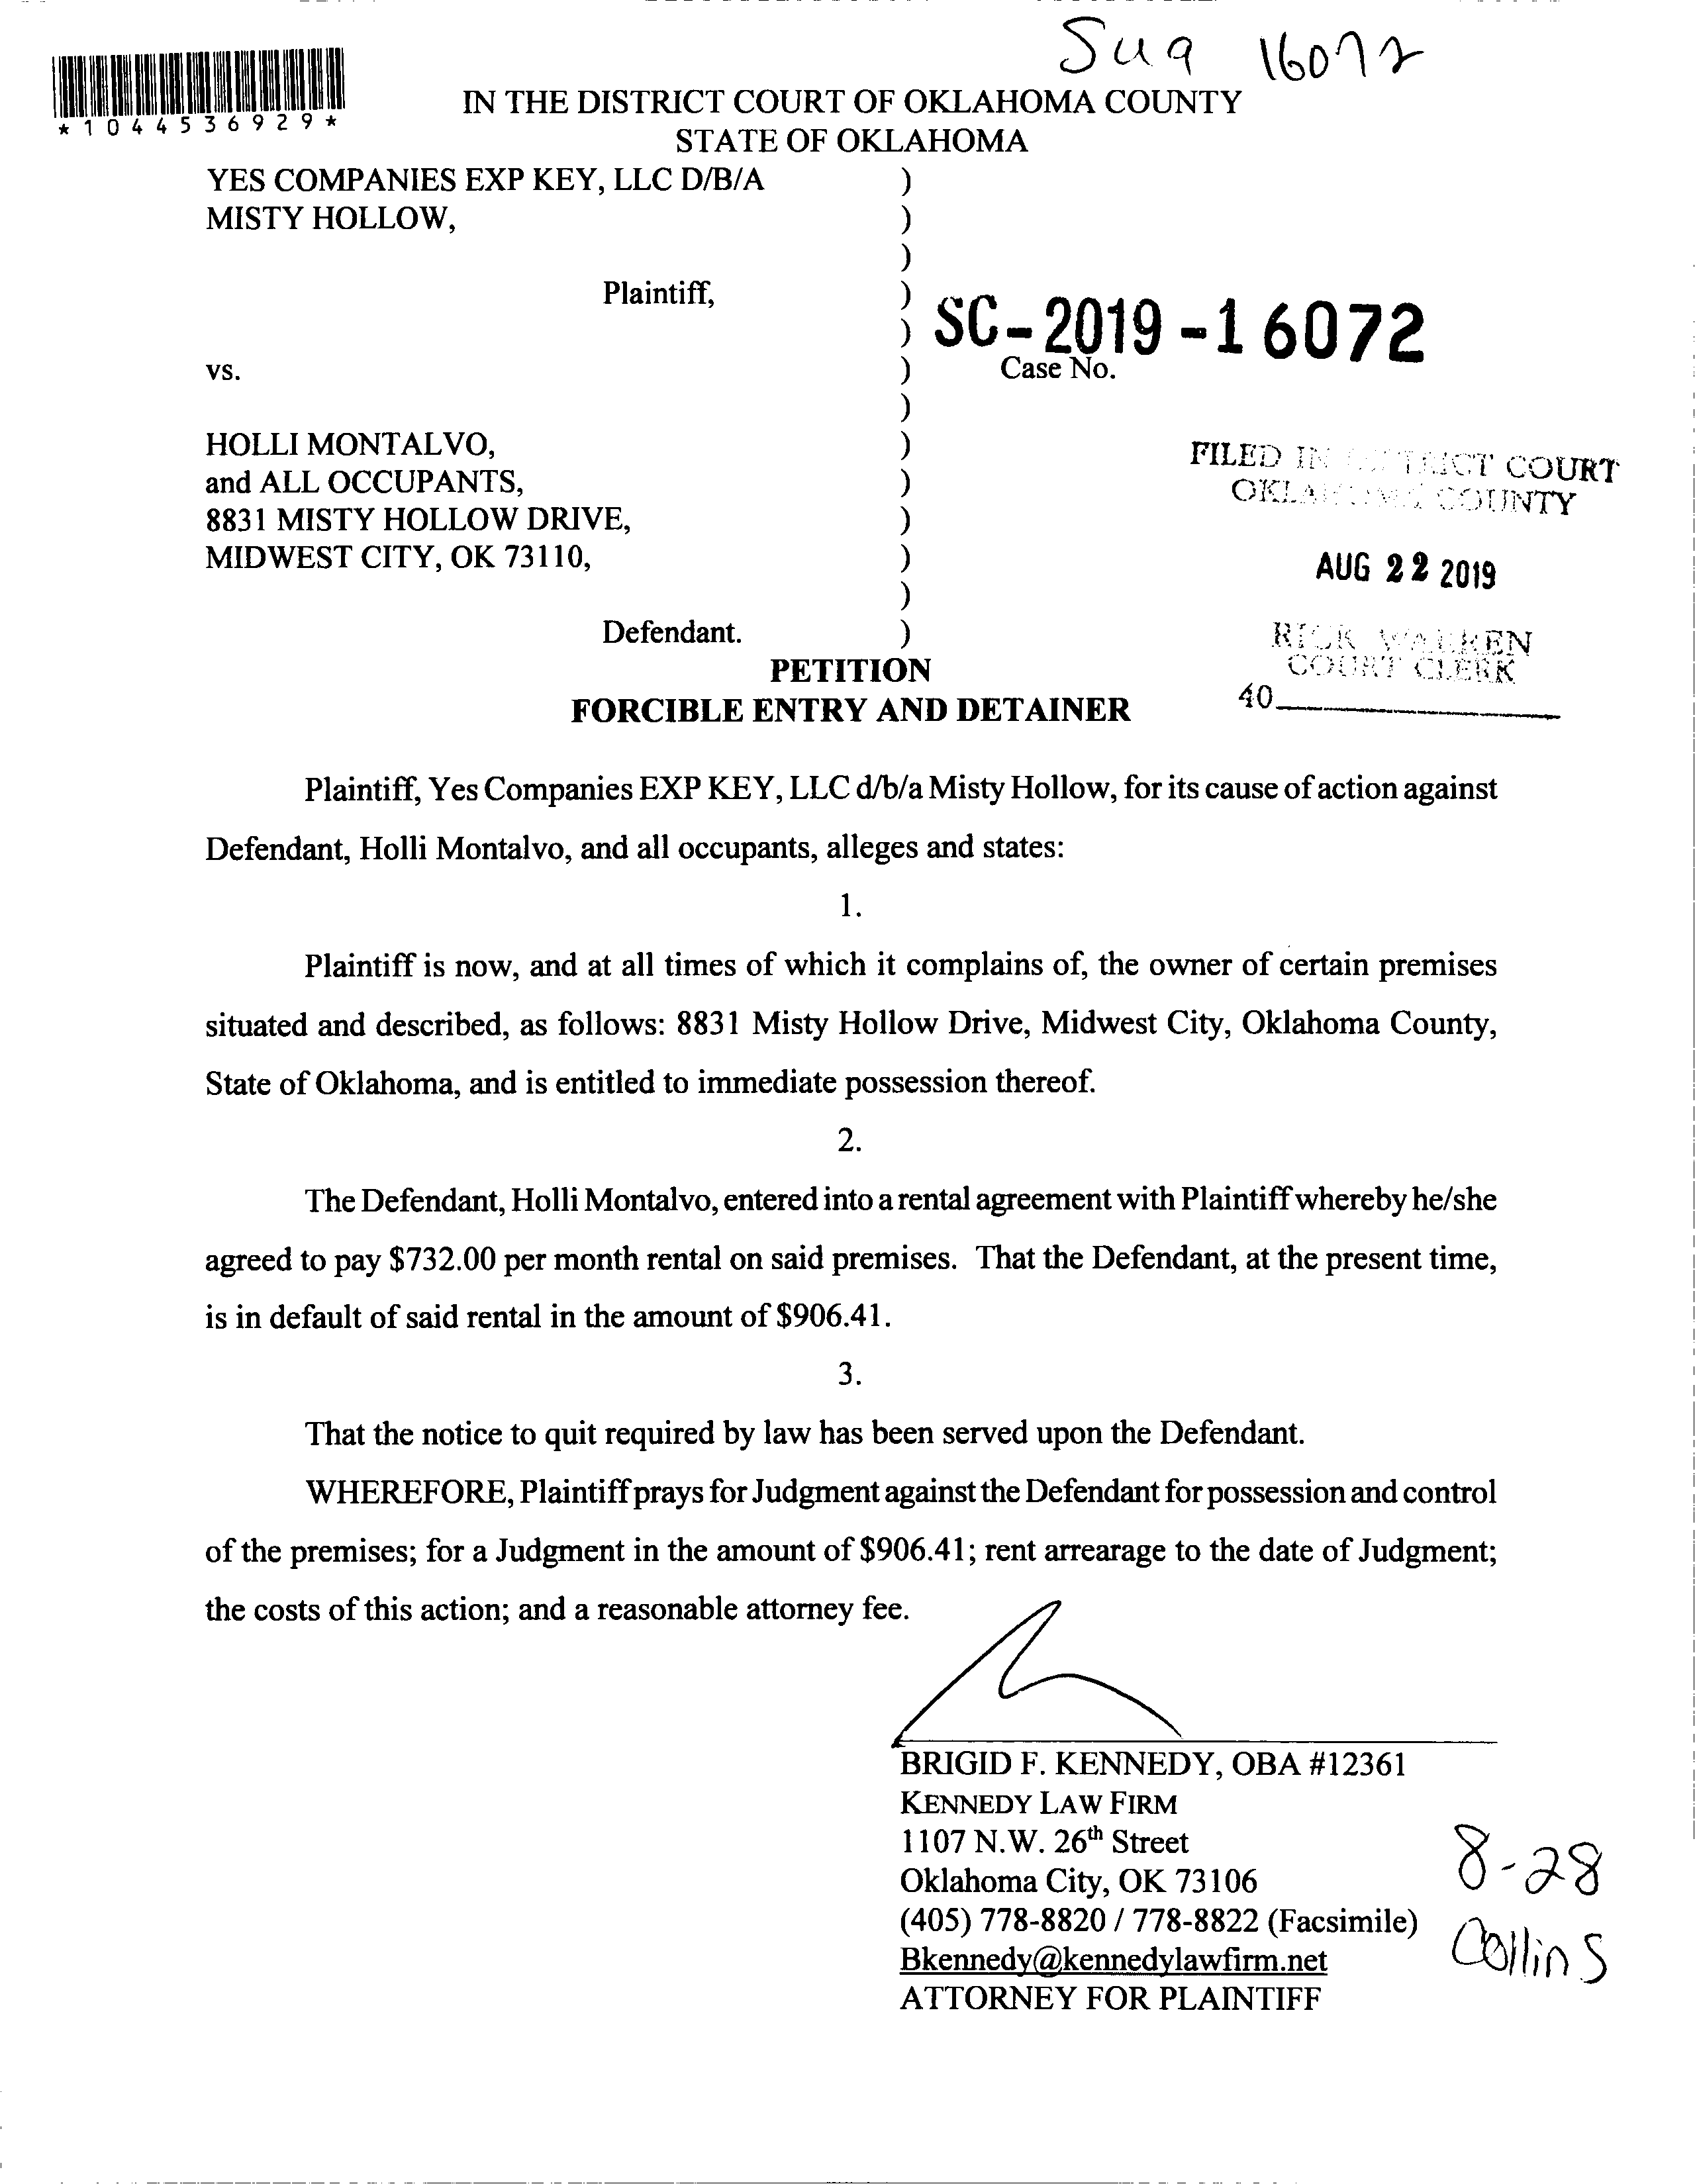 Sug 16072
*1044536929*
IN THE DISTRICT COURT OF OKLAHOMA COUNTY
STATE OF OKLAHOMA
YES COMPANIES EXP KEY, LLC D/B/A )
MISTY HOLLOW, )
)
Plaintiff, )
) SC-2019-16072
vs. ) Case No.
)
HOLLI MONTALVO, )
and ALL OCCUPANTS, )
8831 MISTY HOLLOW DRIVE, )
MIDWEST CITY, OK 73110, )
)
Defendant. )
FILED IN DISTRICT COURT
OKLAHOMA COUNTY
AUG 22 2019
RICK WARREN
COURT CLERK
40
PETITION
FORCIBLE ENTRY AND DETAINER
Plaintiff, Yes Companies EXP KEY, LLC d/b/a Misty Hollow, for its cause of action against
Defendant, Holli Montalvo, and all occupants, alleges and states:
1.
Plaintiff is now, and at all times of which it complains of, the owner of certain premises
situated and described, as follows: 8831 Misty Hollow Drive, Midwest City, Oklahoma County,
State of Oklahoma, and is entitled to immediate possession thereof.
2.
The Defendant, Holli Montalvo, entered into a rental agreement with Plaintiff whereby he/she
agreed to pay $732.00 per month rental on said premises. That the Defendant, at the present time,
is in default of said rental in the amount of $906.41.
3.
That the notice to quit required by law has been served upon the Defendant.
WHEREFORE, Plaintiff prays for Judgment against the Defendant for possession and control
of the premises; for a Judgment in the amount of $906.41; rent arrearage to the date of Judgment;
the costs of this action; and a reasonable attorney fee.
BRIGID F. KENNEDY, OBA #12361
KENNEDY LAW FIRM
1107 N.W. 26th Street
Oklahoma City, OK 73106
(405) 778-8820 / 778-8822 (Facsimile)
Bkennedy@kennedylawfirm.net
ATTORNEY FOR PLAINTIFF
8-28
Collins